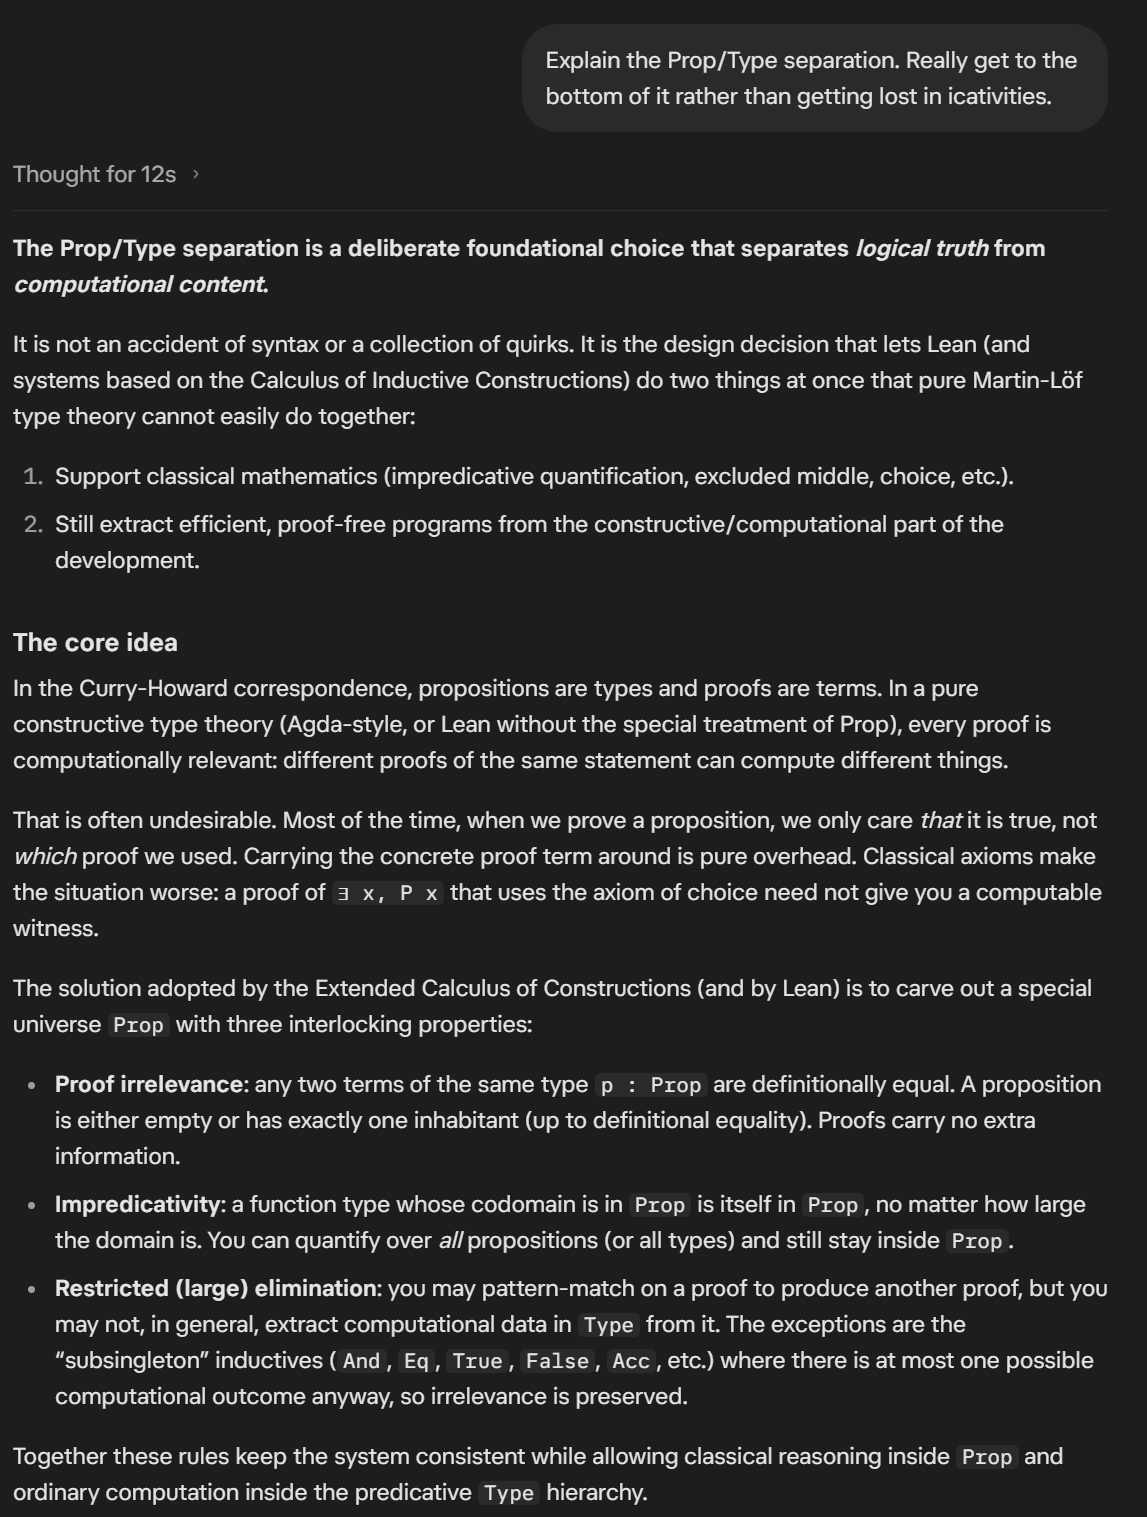 Explain the Prop/Type separation. Really get to the
bottom of it rather than getting lost in icativities.
Thought for 12s ›
The Prop/Type separation is a deliberate foundational choice that separates logical truth from
computational content.
It is not an accident of syntax or a collection of quirks. It is the design decision that lets Lean (and
systems based on the Calculus of Inductive Constructions) do two things at once that pure Martin-Löf
type theory cannot easily do together:
1. Support classical mathematics (impredicative quantification, excluded middle, choice, etc.).
2. Still extract efficient, proof-free programs from the constructive/computational part of the
development.
The core idea
In the Curry-Howard correspondence, propositions are types and proofs are terms. In a pure
constructive type theory (Agda-style, or Lean without the special treatment of Prop), every proof is
computationally relevant: different proofs of the same statement can compute different things.
That is often undesirable. Most of the time, when we prove a proposition, we only care that it is true, not
which proof we used. Carrying the concrete proof term around is pure overhead. Classical axioms make
the situation worse: a proof of ∃ x, P x that uses the axiom of choice need not give you a computable
witness.
The solution adopted by the Extended Calculus of Constructions (and by Lean) is to carve out a special
universe Prop with three interlocking properties:
• Proof irrelevance: any two terms of the same type p : Prop are definitionally equal. A proposition
is either empty or has exactly one inhabitant (up to definitional equality). Proofs carry no extra
information.
• Impredicativity: a function type whose codomain is in Prop is itself in Prop, no matter how large
the domain is. You can quantify over all propositions (or all types) and still stay inside Prop.
• Restricted (large) elimination: you may pattern-match on a proof to produce another proof, but you
may not, in general, extract computational data in Type from it. The exceptions are the
“subsingleton” inductives (And, Eq, True, False, Acc, etc.) where there is at most one possible
computational outcome anyway, so irrelevance is preserved.
Together these rules keep the system consistent while allowing classical reasoning inside Prop and
ordinary computation inside the predicative Type hierarchy.